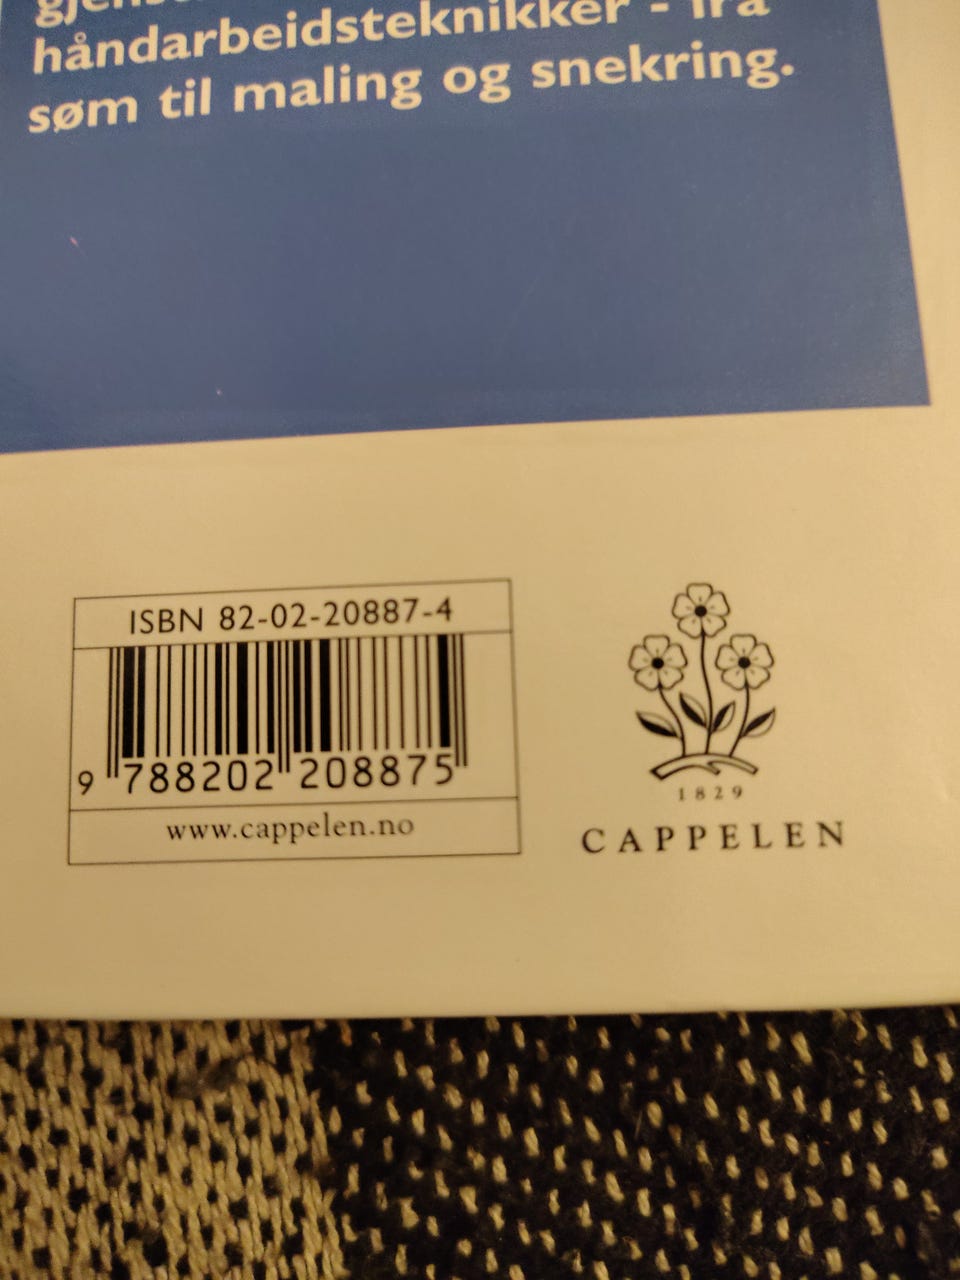 håndarbeidsteknikker - fra
søm til maling og snekring.
ISBN 82-02-20887-4
9 788202 208875
www.cappelen.no
1829
CAPPELEN